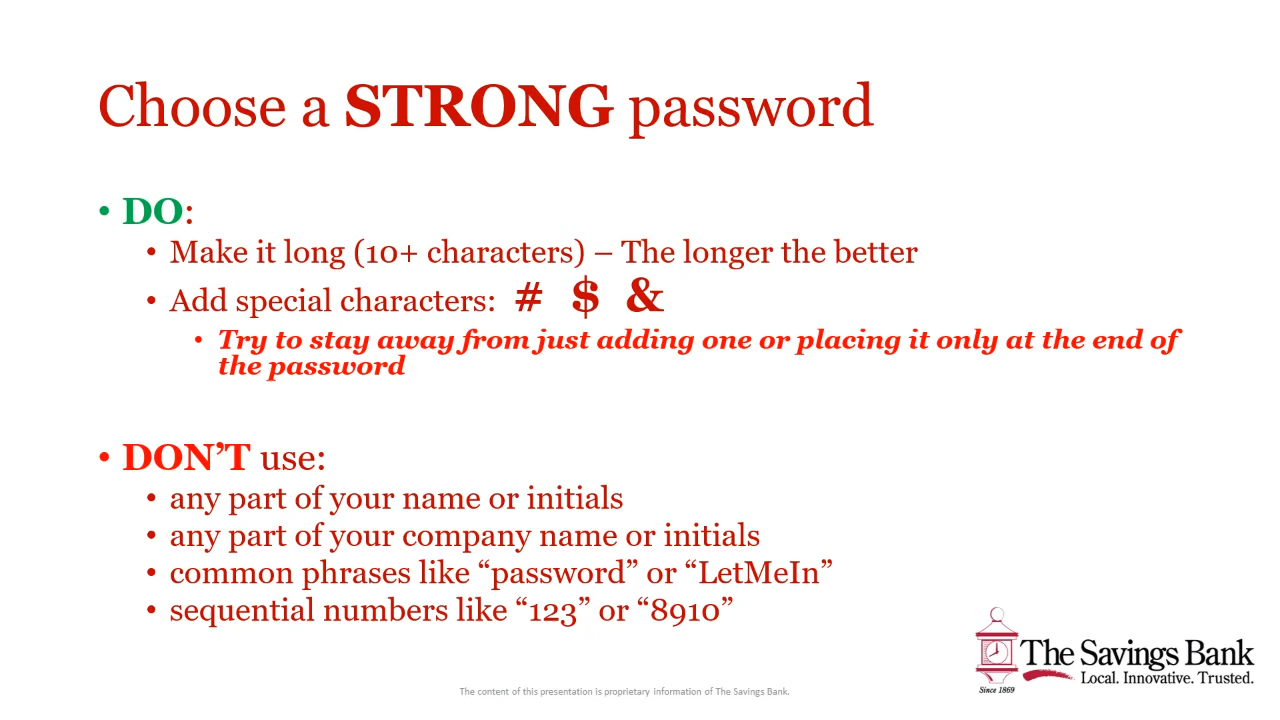 Choose a STRONG password
• DO:
• Make it long (10+ characters) – The longer the better
• Add special characters: # $ &
• Try to stay away from just adding one or placing it only at the end of
the password
• DON’T use:
• any part of your name or initials
• any part of your company name or initials
• common phrases like “password” or “LetMeIn”
• sequential numbers like “123” or “8910”
The Savings Bank
Local. Innovative. Trusted.
Since 1869
The content of this presentation is proprietary information of The Savings Bank.